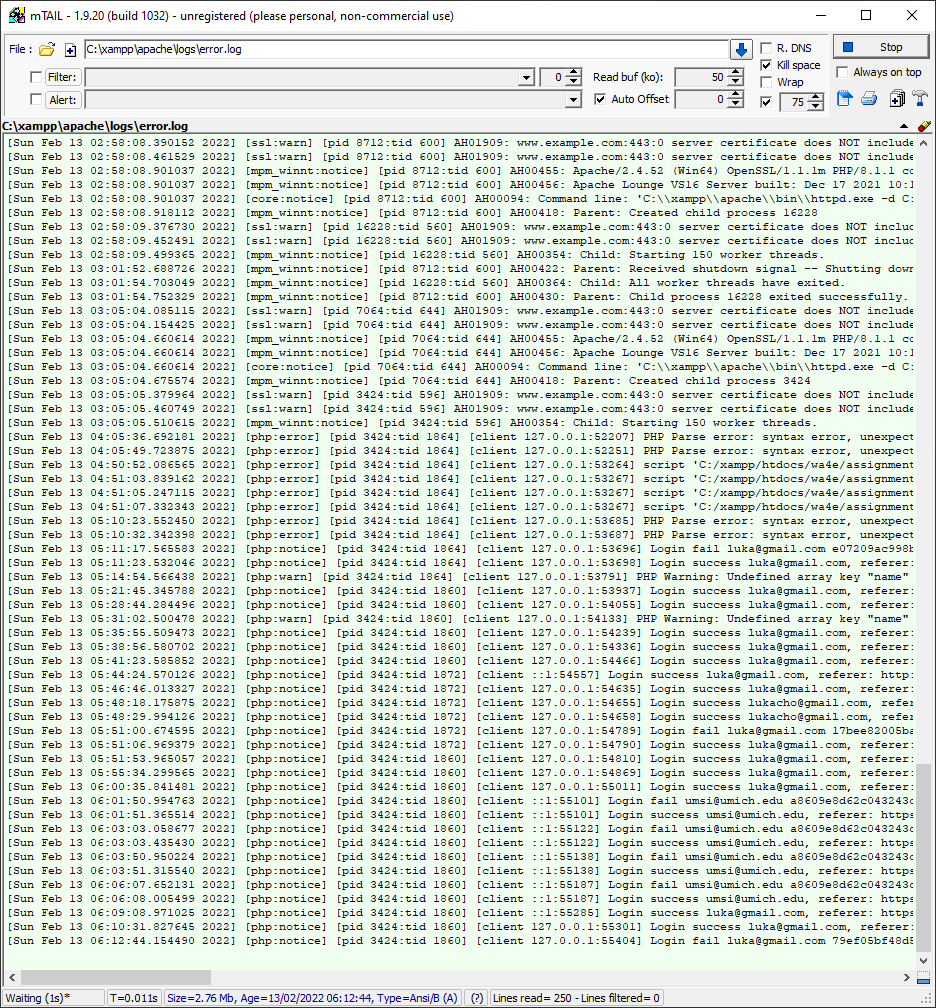 mTAIL - 1.9.20 (build 1032) - unregistered (please personal, non-commercial use)
File : C:\xampp\apache\logs\error.log R. DNS Stop
Kill space
Filter: 0 Read buf (ko): 50 Wrap Always on top
Alert: Auto Offset 0 75
C:\xampp\apache\logs\error.log
[Sun Feb 13 02:58:08.390152 2022] [ssl:warn] [pid 8712:tid 600] AH01909: www.example.com:443:0 server certificate does NOT include
[Sun Feb 13 02:58:08.461529 2022] [ssl:warn] [pid 8712:tid 600] AH01909: www.example.com:443:0 server certificate does NOT include
[Sun Feb 13 02:58:08.901037 2022] [mpm_winnt:notice] [pid 8712:tid 600] AH00455: Apache/2.4.52 (Win64) OpenSSL/1.1.1m PHP/8.1.1 co
[Sun Feb 13 02:58:08.901037 2022] [mpm_winnt:notice] [pid 8712:tid 600] AH00456: Apache Lounge VS16 Server built: Dec 17 2021 10:1
[Sun Feb 13 02:58:08.901037 2022] [core:notice] [pid 8712:tid 600] AH00094: Command line: 'C:\\xampp\\apache\\bin\\httpd.exe -d C:
[Sun Feb 13 02:58:08.918112 2022] [mpm_winnt:notice] [pid 8712:tid 600] AH00418: Parent: Created child process 16228
[Sun Feb 13 02:58:09.376730 2022] [ssl:warn] [pid 16228:tid 560] AH01909: www.example.com:443:0 server certificate does NOT includ
[Sun Feb 13 02:58:09.452491 2022] [ssl:warn] [pid 16228:tid 560] AH01909: www.example.com:443:0 server certificate does NOT includ
[Sun Feb 13 02:58:09.499365 2022] [mpm_winnt:notice] [pid 16228:tid 560] AH00354: Child: Starting 150 worker threads.
[Sun Feb 13 03:01:52.688726 2022] [mpm_winnt:notice] [pid 8712:tid 600] AH00422: Parent: Received shutdown signal -- Shutting down
[Sun Feb 13 03:01:54.703049 2022] [mpm_winnt:notice] [pid 16228:tid 560] AH00364: Child: All worker threads have exited.
[Sun Feb 13 03:01:54.752329 2022] [mpm_winnt:notice] [pid 8712:tid 600] AH00430: Parent: Child process 16228 exited successfully.
[Sun Feb 13 03:05:04.085115 2022] [ssl:warn] [pid 7064:tid 644] AH01909: www.example.com:443:0 server certificate does NOT include
[Sun Feb 13 03:05:04.154425 2022] [ssl:warn] [pid 7064:tid 644] AH01909: www.example.com:443:0 server certificate does NOT include
[Sun Feb 13 03:05:04.660614 2022] [mpm_winnt:notice] [pid 7064:tid 644] AH00455: Apache/2.4.52 (Win64) OpenSSL/1.1.1m PHP/8.1.1 co
[Sun Feb 13 03:05:04.660614 2022] [mpm_winnt:notice] [pid 7064:tid 644] AH00456: Apache Lounge VS16 Server built: Dec 17 2021 10:1
[Sun Feb 13 03:05:04.660614 2022] [core:notice] [pid 7064:tid 644] AH00094: Command line: 'C:\\xampp\\apache\\bin\\httpd.exe -d C:
[Sun Feb 13 03:05:04.675574 2022] [mpm_winnt:notice] [pid 7064:tid 644] AH00418: Parent: Created child process 3424
[Sun Feb 13 03:05:05.379964 2022] [ssl:warn] [pid 3424:tid 596] AH01909: www.example.com:443:0 server certificate does NOT include
[Sun Feb 13 03:05:05.460749 2022] [ssl:warn] [pid 3424:tid 596] AH01909: www.example.com:443:0 server certificate does NOT include
[Sun Feb 13 03:05:05.510615 2022] [mpm_winnt:notice] [pid 3424:tid 596] AH00354: Child: Starting 150 worker threads.
[Sun Feb 13 04:05:36.692181 2022] [php:error] [pid 3424:tid 1864] [client 127.0.0.1:52207] PHP Parse error: syntax error, unexpect
[Sun Feb 13 04:05:49.723875 2022] [php:error] [pid 3424:tid 1864] [client 127.0.0.1:52251] PHP Parse error: syntax error, unexpect
[Sun Feb 13 04:50:52.086565 2022] [php:error] [pid 3424:tid 1864] [client 127.0.0.1:53264] script 'C:/xampp/htdocs/wa4e/assignment
[Sun Feb 13 04:51:03.839162 2022] [php:error] [pid 3424:tid 1864] [client 127.0.0.1:53267] script 'C:/xampp/htdocs/wa4e/assignment
[Sun Feb 13 04:51:05.247115 2022] [php:error] [pid 3424:tid 1864] [client 127.0.0.1:53267] script 'C:/xampp/htdocs/wa4e/assignment
[Sun Feb 13 04:51:07.332343 2022] [php:error] [pid 3424:tid 1864] [client 127.0.0.1:53267] script 'C:/xampp/htdocs/wa4e/assignment
[Sun Feb 13 05:10:23.552450 2022] [php:error] [pid 3424:tid 1864] [client 127.0.0.1:53685] PHP Parse error: syntax error, unexpect
[Sun Feb 13 05:10:32.342398 2022] [php:error] [pid 3424:tid 1864] [client 127.0.0.1:53687] PHP Parse error: syntax error, unexpect
[Sun Feb 13 05:11:17.565583 2022] [php:notice] [pid 3424:tid 1864] [client 127.0.0.1:53696] Login fail luka@gmail.com e07209ac998b
[Sun Feb 13 05:11:23.532046 2022] [php:notice] [pid 3424:tid 1864] [client 127.0.0.1:53698] Login success luka@gmail.com, referer:
[Sun Feb 13 05:14:54.566438 2022] [php:warn] [pid 3424:tid 1864] [client 127.0.0.1:53791] PHP Warning: Undefined array key "name"
[Sun Feb 13 05:21:45.345788 2022] [php:notice] [pid 3424:tid 1860] [client 127.0.0.1:53937] Login success luka@gmail.com, referer:
[Sun Feb 13 05:28:44.284496 2022] [php:notice] [pid 3424:tid 1860] [client 127.0.0.1:54055] Login success luka@gmail.com, referer:
[Sun Feb 13 05:31:02.500478 2022] [php:warn] [pid 3424:tid 1860] [client 127.0.0.1:54133] PHP Warning: Undefined array key "name"
[Sun Feb 13 05:35:55.509473 2022] [php:notice] [pid 3424:tid 1860] [client 127.0.0.1:54239] Login success luka@gmail.com, referer:
[Sun Feb 13 05:38:56.580702 2022] [php:notice] [pid 3424:tid 1860] [client 127.0.0.1:54336] Login success luka@gmail.com, referer:
[Sun Feb 13 05:41:23.585852 2022] [php:notice] [pid 3424:tid 1860] [client 127.0.0.1:54466] Login success luka@gmail.com, referer:
[Sun Feb 13 05:44:24.570126 2022] [php:notice] [pid 3424:tid 1872] [client ::1:54557] Login success luka@gmail.com, referer: http:
[Sun Feb 13 05:46:46.013327 2022] [php:notice] [pid 3424:tid 1872] [client 127.0.0.1:54635] Login success luka@gmail.com, referer:
[Sun Feb 13 05:48:18.175875 2022] [php:notice] [pid 3424:tid 1872] [client 127.0.0.1:54655] Login success lukacho@gmail.com, refer
[Sun Feb 13 05:48:29.994126 2022] [php:notice] [pid 3424:tid 1872] [client 127.0.0.1:54658] Login success lukacho@gmail.com, refer
[Sun Feb 13 05:51:00.674595 2022] [php:notice] [pid 3424:tid 1872] [client 127.0.0.1:54789] Login fail luka@gmail.com 17bee82005ba
[Sun Feb 13 05:51:06.969379 2022] [php:notice] [pid 3424:tid 1872] [client 127.0.0.1:54790] Login success luka@gmail.com, referer:
[Sun Feb 13 05:51:53.965057 2022] [php:notice] [pid 3424:tid 1860] [client 127.0.0.1:54810] Login success luka@gmail.com, referer:
[Sun Feb 13 05:55:34.299565 2022] [php:notice] [pid 3424:tid 1860] [client 127.0.0.1:54869] Login success luka@gmail.com, referer:
[Sun Feb 13 06:00:35.841481 2022] [php:notice] [pid 3424:tid 1860] [client 127.0.0.1:55011] Login success luka@gmail.com, referer:
[Sun Feb 13 06:01:50.994763 2022] [php:notice] [pid 3424:tid 1860] [client ::1:55101] Login fail umsi@umich.edu a8609e8d62c043243c
[Sun Feb 13 06:01:51.365514 2022] [php:notice] [pid 3424:tid 1860] [client ::1:55101] Login success umsi@umich.edu, referer: https
[Sun Feb 13 06:03:03.058677 2022] [php:notice] [pid 3424:tid 1860] [client ::1:55122] Login fail umsi@umich.edu a8609e8d62c043243c
[Sun Feb 13 06:03:03.435430 2022] [php:notice] [pid 3424:tid 1860] [client ::1:55122] Login success umsi@umich.edu, referer: https
[Sun Feb 13 06:03:50.950224 2022] [php:notice] [pid 3424:tid 1860] [client ::1:55138] Login fail umsi@umich.edu a8609e8d62c043243c
[Sun Feb 13 06:03:51.315540 2022] [php:notice] [pid 3424:tid 1860] [client ::1:55138] Login success umsi@umich.edu, referer: https
[Sun Feb 13 06:06:07.652131 2022] [php:notice] [pid 3424:tid 1860] [client ::1:55187] Login fail umsi@umich.edu a8609e8d62c043243c
[Sun Feb 13 06:06:08.005499 2022] [php:notice] [pid 3424:tid 1860] [client ::1:55187] Login success umsi@umich.edu, referer: https
[Sun Feb 13 06:09:08.971025 2022] [php:notice] [pid 3424:tid 1860] [client ::1:55285] Login success luka@gmail.com, referer: https
[Sun Feb 13 06:10:31.827645 2022] [php:notice] [pid 3424:tid 1860] [client 127.0.0.1:55301] Login success luka@gmail.com, referer:
[Sun Feb 13 06:12:44.154490 2022] [php:notice] [pid 3424:tid 1860] [client 127.0.0.1:55404] Login fail luka@gmail.com 79ef05bf48d5
Waiting (1s)* T=0.011s Size=2.76 Mb, Age=13/02/2022 06:12:44, Type=Ansi/B (A) (?) Lines read= 250 - Lines filtered= 0